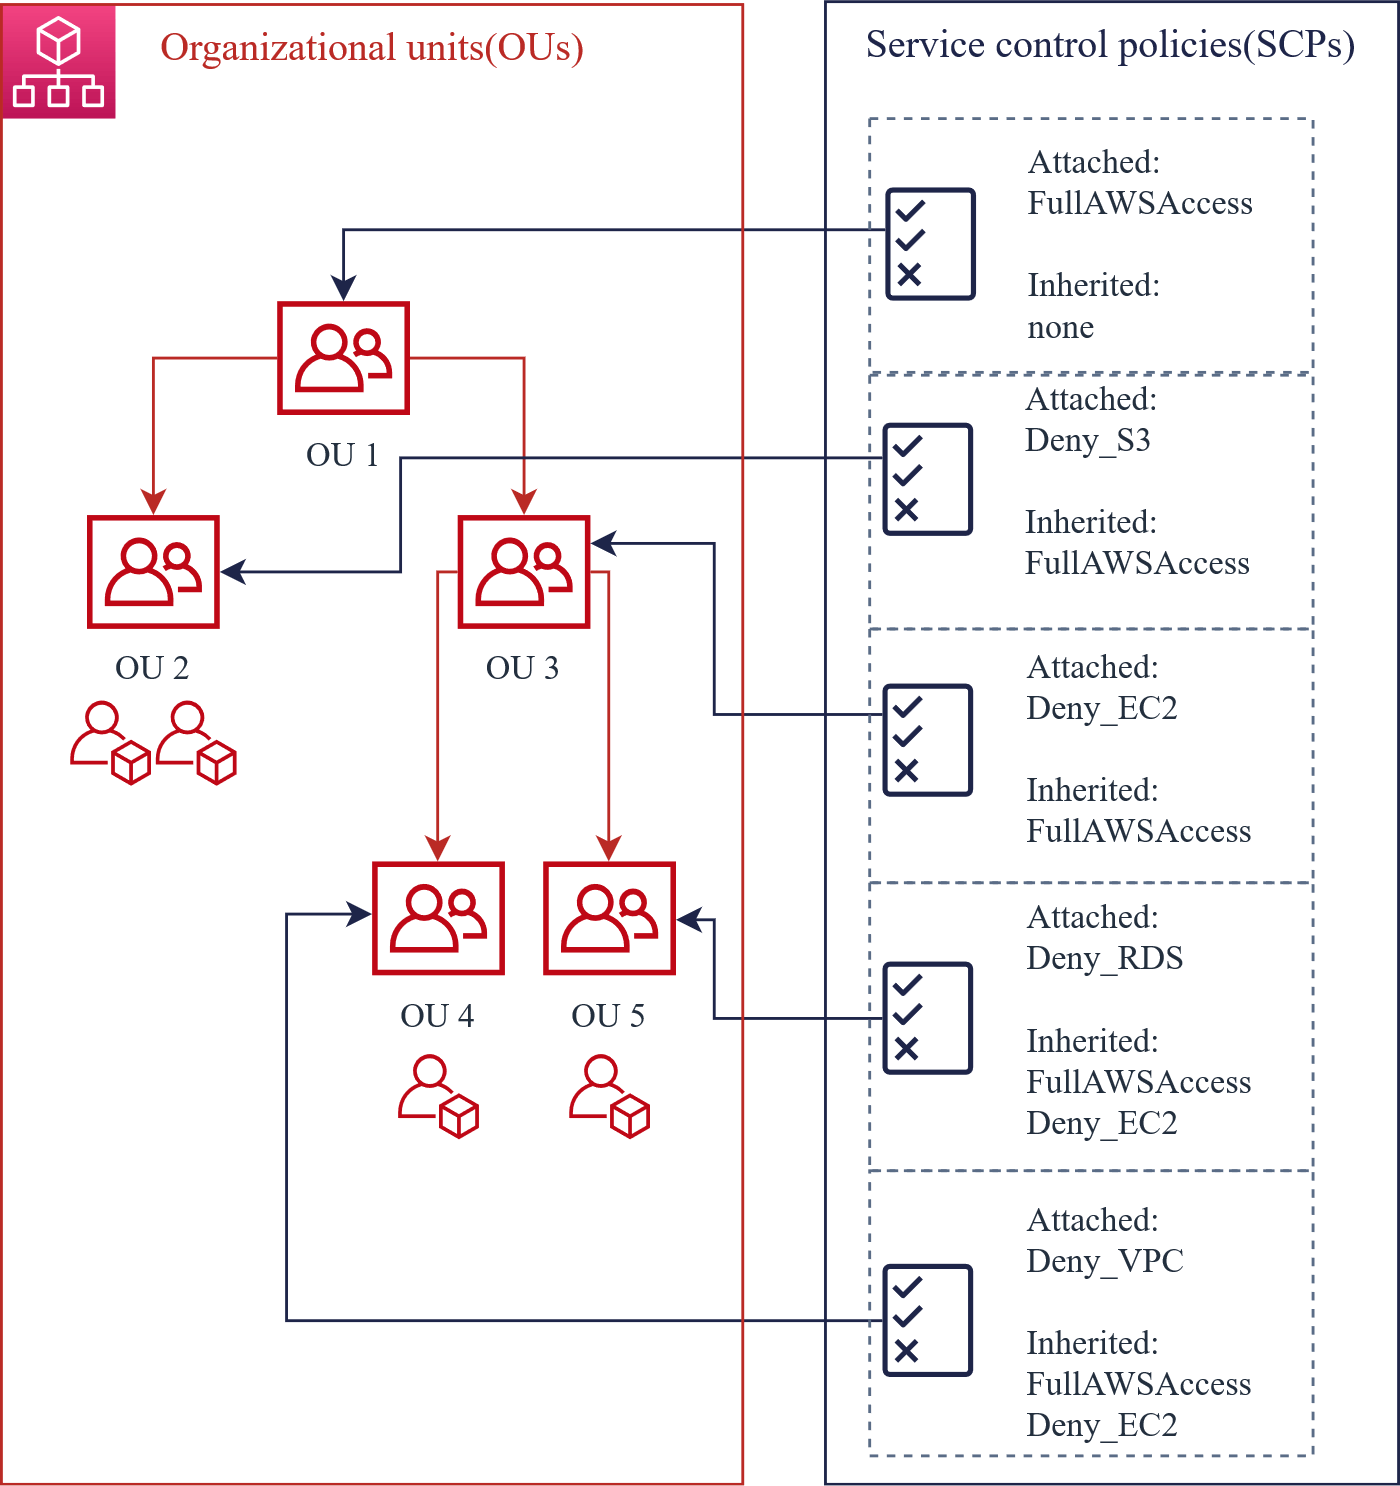 Organizational units(OUs)
OU 1
OU 2
OU 3
OU 4
OU 5
Service control policies(SCPs)
Attached:
FullAWSAccess
Inherited:
none
Attached:
Deny_S3
Inherited:
FullAWSAccess
Attached:
Deny_EC2
Inherited:
FullAWSAccess
Attached:
Deny_RDS
Inherited:
FullAWSAccess
Deny_EC2
Attached:
Deny_VPC
Inherited:
FullAWSAccess
Deny_EC2